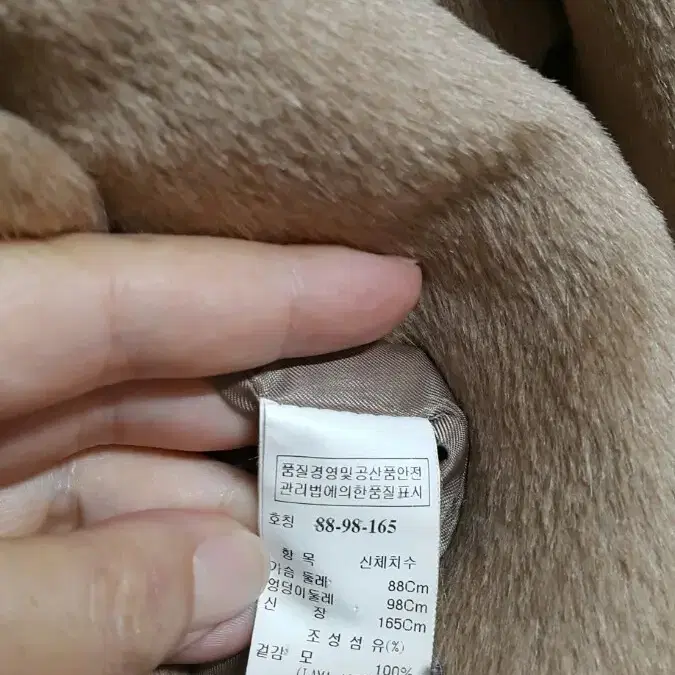 품질경영및공산품안전
관리법에의한품질표시
호칭 88-98-165
항 목 신체치수
가슴 둘레 88Cm
엉덩이둘레 98Cm
신 장 165Cm
조 성 섬 유(%)
겉감 모 100%